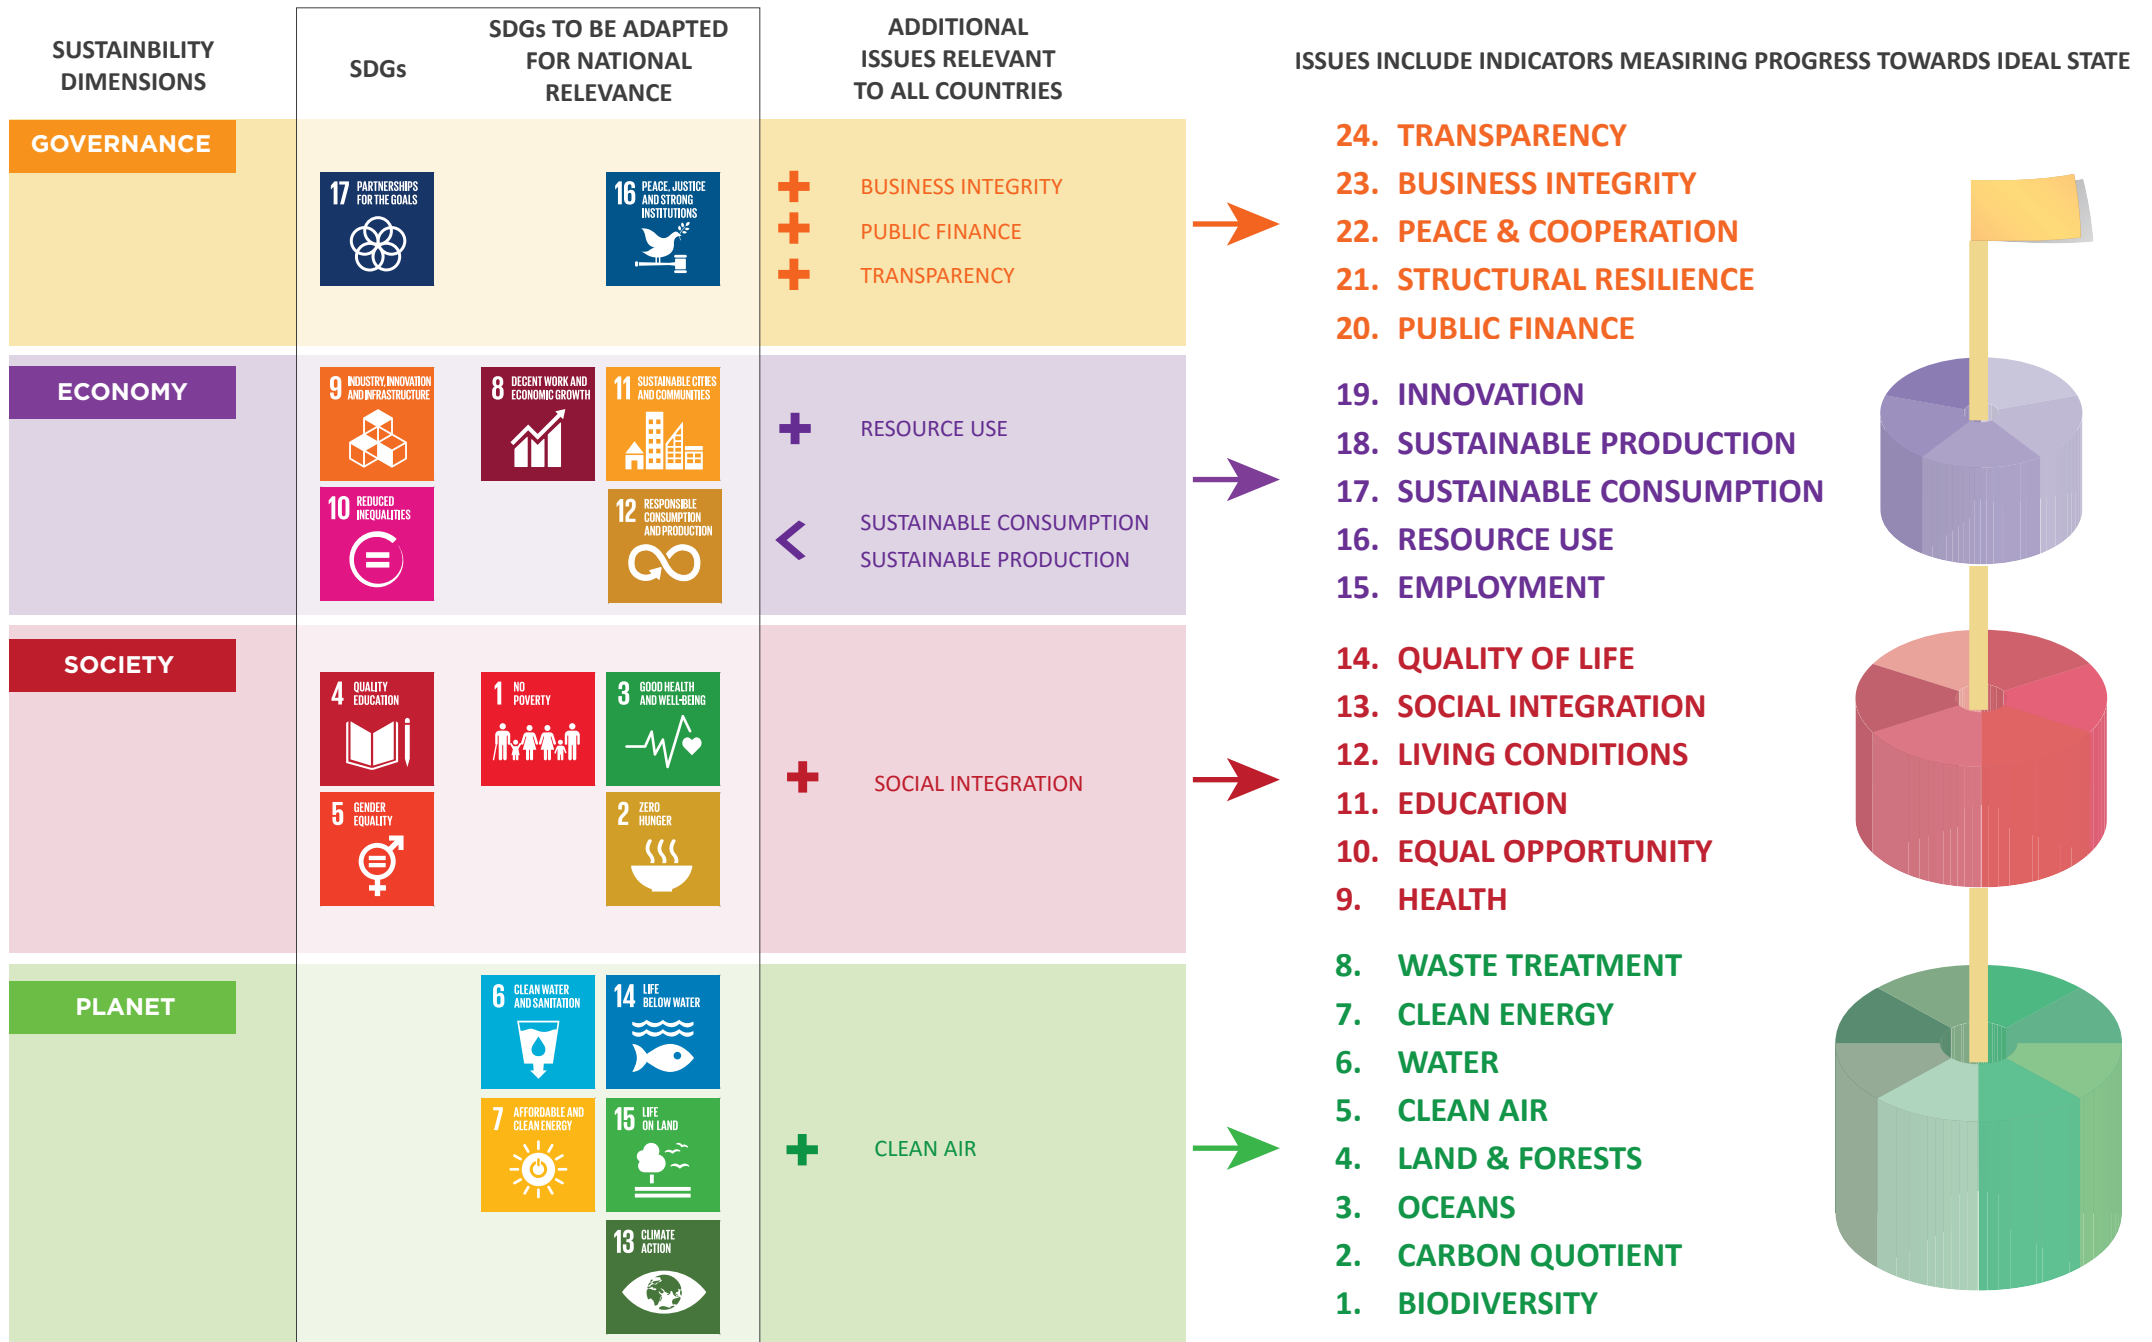 SUSTAINBILITY
DIMENSIONS
SDGs
SDGs TO BE ADAPTED
FOR NATIONAL
RELEVANCE
ADDITIONAL
ISSUES RELEVANT
TO ALL COUNTRIES
ISSUES INCLUDE INDICATORS MEASIRING PROGRESS TOWARDS IDEAL STATE
GOVERNANCE
17 PARTNERSHIPS
FOR THE GOALS
16 PEACE, JUSTICE
AND STRONG
INSTITUTIONS
+ BUSINESS INTEGRITY
+ PUBLIC FINANCE
+ TRANSPARENCY
24. TRANSPARENCY
23. BUSINESS INTEGRITY
22. PEACE & COOPERATION
21. STRUCTURAL RESILIENCE
20. PUBLIC FINANCE
ECONOMY
9 INDUSTRY, INNOVATION
AND INFRASTRUCTURE
8 DECENT WORK AND
ECONOMIC GROWTH
11 SUSTAINABLE CITIES
AND COMMUNITIES
10 REDUCED
INEQUALITIES
12 RESPONSIBLE
CONSUMPTION
AND PRODUCTION
+ RESOURCE USE
< SUSTAINABLE CONSUMPTION
SUSTAINABLE PRODUCTION
19. INNOVATION
18. SUSTAINABLE PRODUCTION
17. SUSTAINABLE CONSUMPTION
16. RESOURCE USE
15. EMPLOYMENT
SOCIETY
4 QUALITY
EDUCATION
1 NO
POVERTY
3 GOOD HEALTH
AND WELL-BEING
5 GENDER
EQUALITY
2 ZERO
HUNGER
+ SOCIAL INTEGRATION
14. QUALITY OF LIFE
13. SOCIAL INTEGRATION
12. LIVING CONDITIONS
11. EDUCATION
10. EQUAL OPPORTUNITY
9. HEALTH
PLANET
6 CLEAN WATER
AND SANITATION
14 LIFE
BELOW WATER
7 AFFORDABLE AND
CLEAN ENERGY
15 LIFE
ON LAND
13 CLIMATE
ACTION
+ CLEAN AIR
8. WASTE TREATMENT
7. CLEAN ENERGY
6. WATER
5. CLEAN AIR
4. LAND & FORESTS
3. OCEANS
2. CARBON QUOTIENT
1. BIODIVERSITY